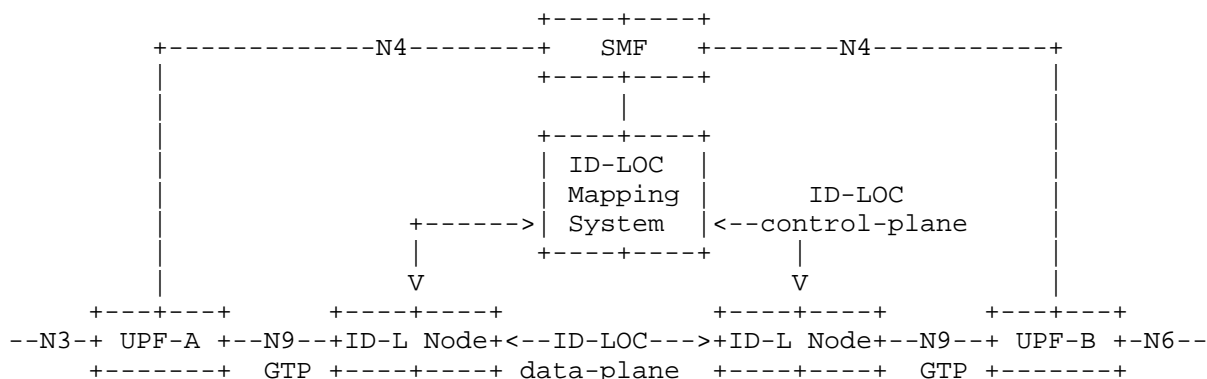 +----+----+
+-------------N4--------+ SMF +--------N4-----------+
| +----+----+ |
| | |
| +----+----+ |
| | ID-LOC | |
| | Mapping | ID-LOC |
| +------>| System |<--control-plane |
| | +----+----+ | |
| V V |
+---+---+ +----+----+ +----+----+ +---+---+
--N3-+ UPF-A +--N9--+ID-L Node+<--ID-LOC--->+ID-L Node+--N9--+ UPF-B +-N6--
+-------+ GTP +----+----+ data-plane +----+----+ GTP +-------+